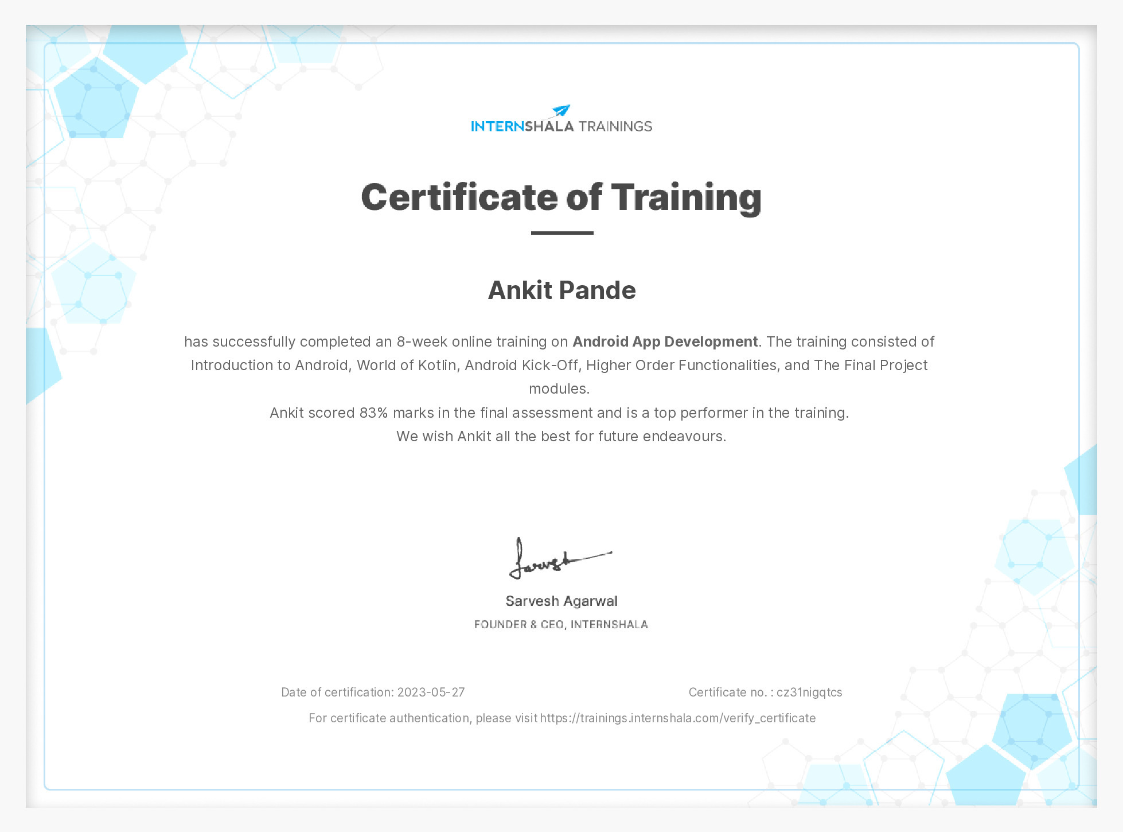 INTERNSHALA TRAININGS
Certificate of Training
Ankit Pande
has successfully completed an 8-week online training on Android App Development. The training consisted of
Introduction to Android, World of Kotlin, Android Kick-Off, Higher Order Functionalities, and The Final Project
modules.
Ankit scored 83% marks in the final assessment and is a top performer in the training.
We wish Ankit all the best for future endeavours.
Sarvesh
Sarvesh Agarwal
FOUNDER & CEO, INTERNSHALA
Date of certification: 2023-05-27
Certificate no. : cz31nigqtcs
For certificate authentication, please visit https://trainings.internshala.com/verify_certificate